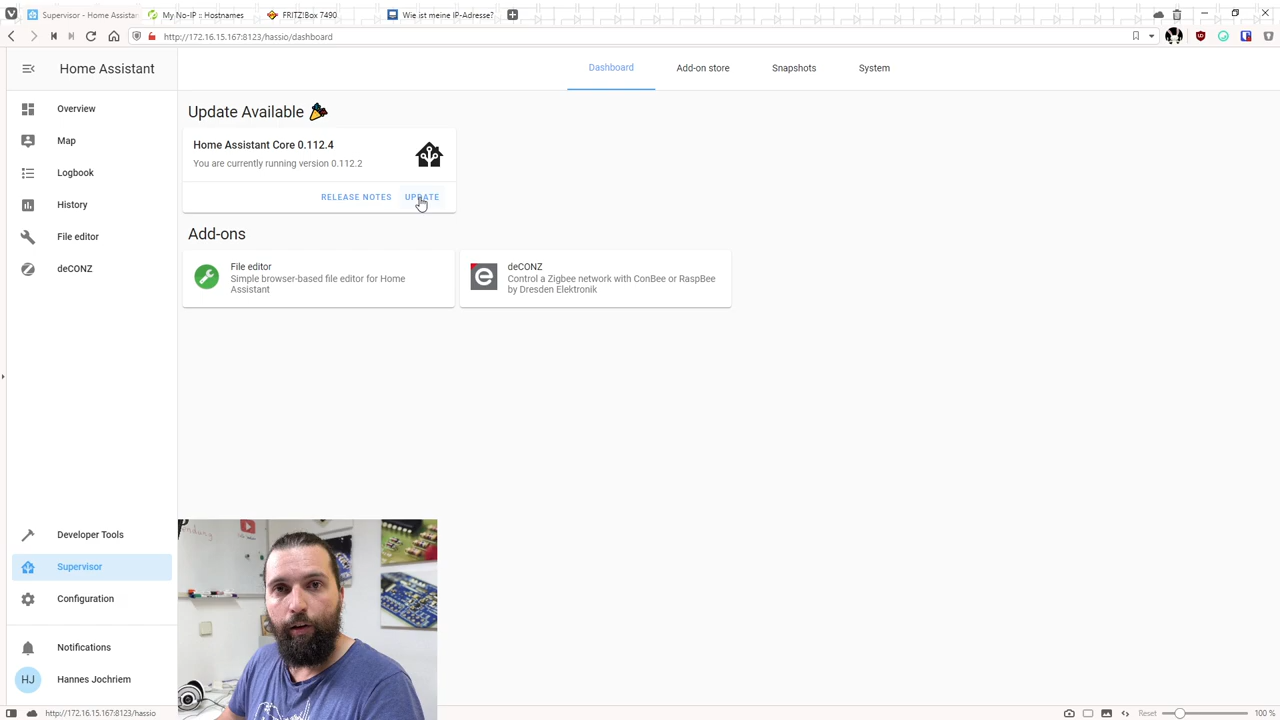 Supervisor - Home Assist
My No-IP :: Hostnames
FRITZ!Box 7490
Wie ist meine IP-Adresse?
http://172.16.15.167:8123/hassio/dashboard
Home Assistant
Dashboard
Add-on store
Snapshots
System
Overview
Map
Logbook
History
File editor
deCONZ
Update Available
Home Assistant Core 0.112.4
You are currently running version 0.112.2
RELEASE NOTES
UPDATE
Add-ons
File editor
Simple browser-based file editor for Home
Assistant
deCONZ
Control a Zigbee network with ConBee or RaspBee
by Dresden Elektronik
Developer Tools
Supervisor
Configuration
Notifications
HJ
Hannes Jochriem
http://172.16.15.167:8123/hassio
Reset
100 %